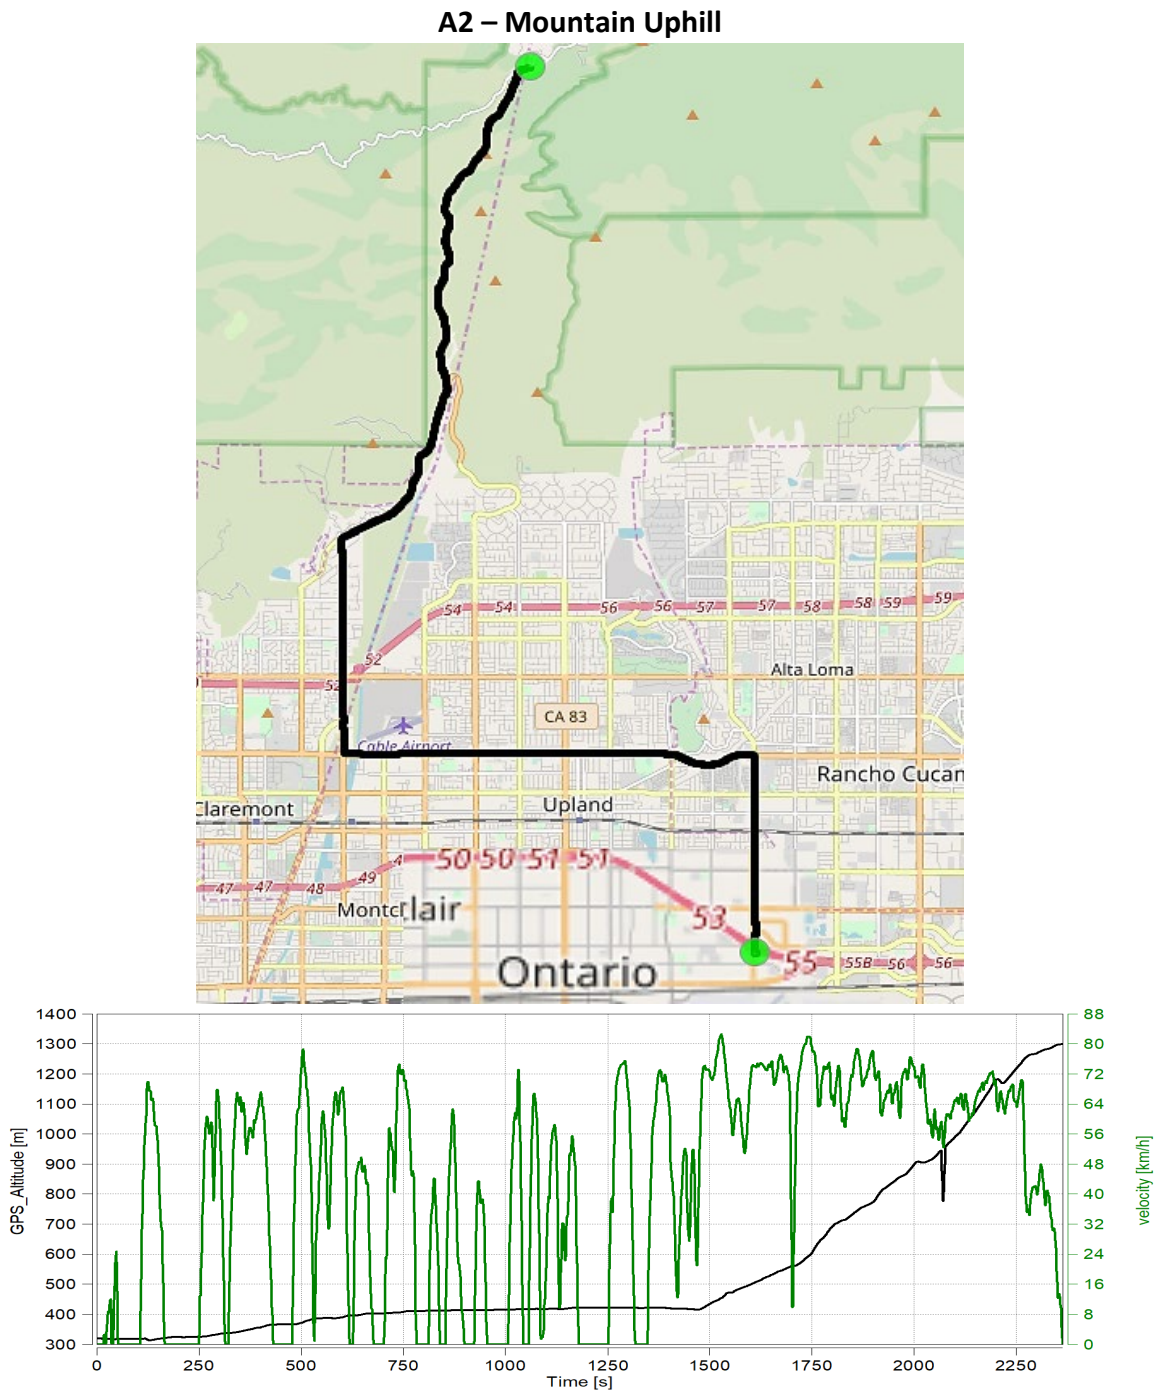 A2 – Mountain Uphill
54 54 56 56 57 57 58 58 59 59
52
52
Alta Loma
CA 83
Cable Airport
Rancho Cucan
Claremont
Upland
50 50 51 51
47 47 48 49 4
Montclair
53
Ontario
55 55B 56 56
1400
1300
1200
1100
1000
900
800
700
600
500
400
300
GPS_Altitude [m]
88
80
72
64
56
48
40
32
24
16
8
0
velocity [km/h]
0 250 500 750 1000 1250 1500 1750 2000 2250
Time [s]